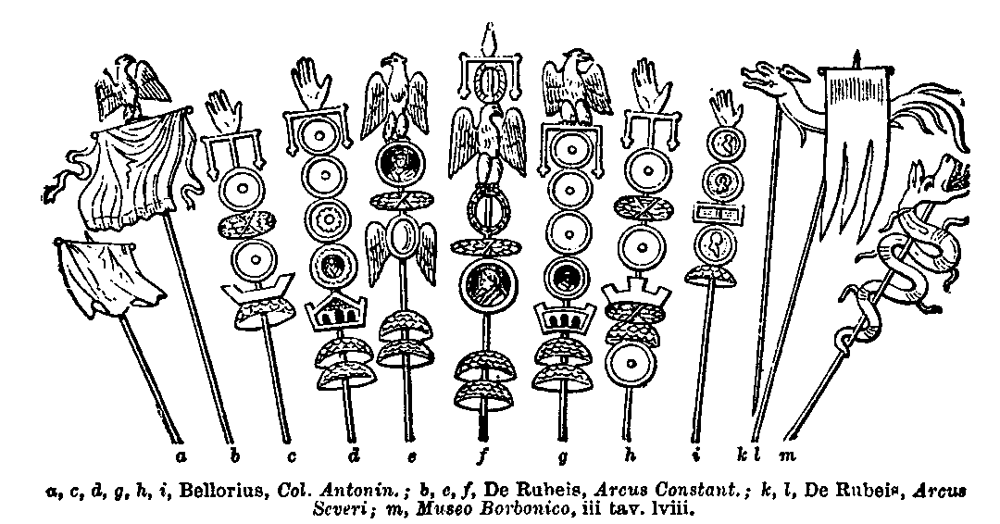 a b c d e f g h i k l m
a, c, d, g, h, i, Bellorius, Col. Antonin.; b, e, f, De Rubeis, Arcus Constant.; k, l, De Rubeis, Arcus
Severi; m, Museo Borbonico, iii tav. lviii.